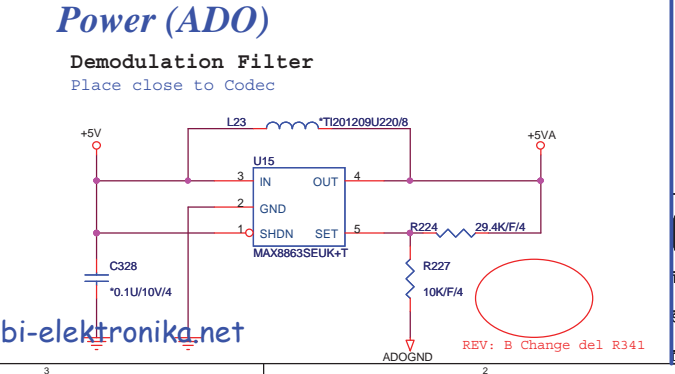 Power (ADO)
Demodulation Filter
Place close to Codec
L23
*TI201209U220/8
+5V
+5VA
U15
3
IN
OUT
4
2
GND
1
SHDN
SET
5
R224
29.4K/F/4
MAX8863SEUK+T
C328
*0.1U/10V/4
R227
10K/F/4
bi-elektronika.net
ADOGND
REV: B Change del R341
3
2